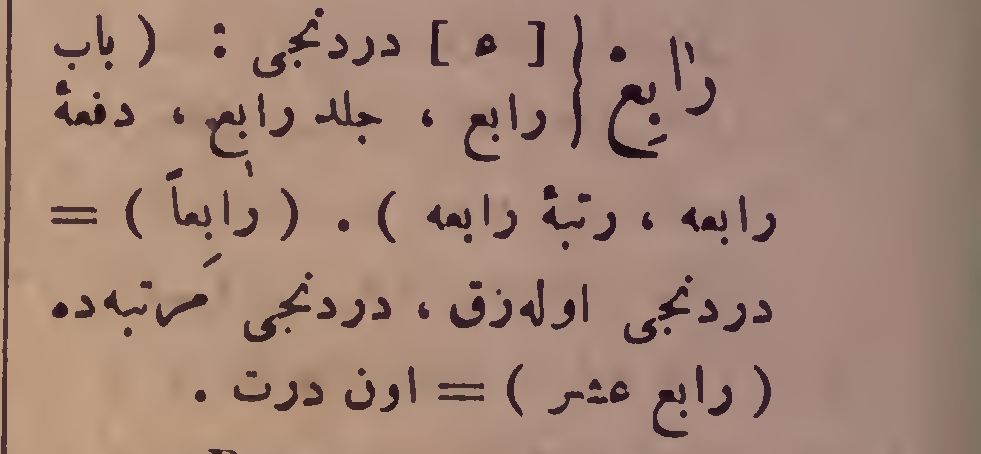 رابع } [ ٥ ] دردنجی : ( باب
رابع ، جلد رابع ، دفعهٔ
رابعه ، رتبهٔ رابعه ) . ( رابِعاً ) =
دردنجی اوله‌رق ، دردنجی مرتبه‌ده.
( رابع عشر ) = اون درت .